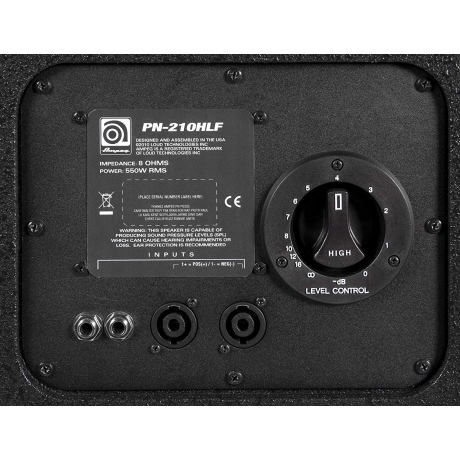 PN-210HLF
Ampeg
DESIGNED AND ASSEMBLED IN THE USA
©2010 LOUD TECHNOLOGIES INC
AMPEG IS A REGISTERED TRADEMARK
OF LOUD TECHNOLOGIES INC
IMPEDANCE: 8 OHMS
POWER: 550W RMS
CE
(PLACE SERIAL NUMBER LABEL HERE)
WARNING: THIS SPEAKER IS CAPABLE OF
PRODUCING SOUND PRESSURE LEVELS (SPL)
WHICH CAN CAUSE HEARING IMPAIRMENTS OR
LOSS. EAR PROTECTION IS RECOMMENDED
INPUTS
1+ = POS(+) / 1- = NEG(-)
16 12 10 8 6 5 4 3 2 1 0
HIGH
-dB
LEVEL CONTROL